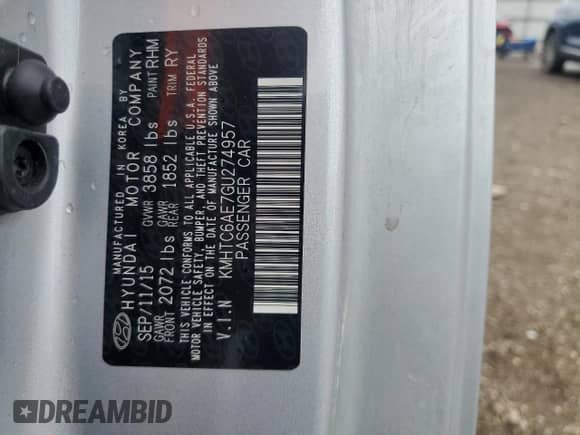 MANUFACTURED IN KOREA BY
HYUNDAI MOTOR COMPANY
SEP/11/15 GVWR 3858 lbs PAINT RHM
GAWR FRONT 2072 lbs GAWR REAR 1852 lbs TRIM RY
THIS VEHICLE CONFORMS TO ALL APPLICABLE U.S.A. FEDERAL
MOTOR VEHICLE SAFETY, BUMPER, AND THEFT PREVENTION STANDARDS
IN EFFECT ON THE DATE OF MANUFACTURE SHOWN ABOVE
V.I.N KMHTC6AE7GU274957
PASSENGER CAR
DREAMBID